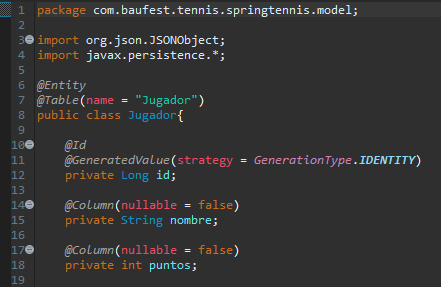 1 package com.baufest.tennis.springtennis.model;
2
3 import org.json.JSONObject;
4 import javax.persistence.*;
5
6 @Entity
7 @Table(name = "Jugador")
8 public class Jugador{
9
10 @Id
11 @GeneratedValue(strategy = GenerationType.IDENTITY)
12 private Long id;
13
14 @Column(nullable = false)
15 private String nombre;
16
17 @Column(nullable = false)
18 private int puntos;
19